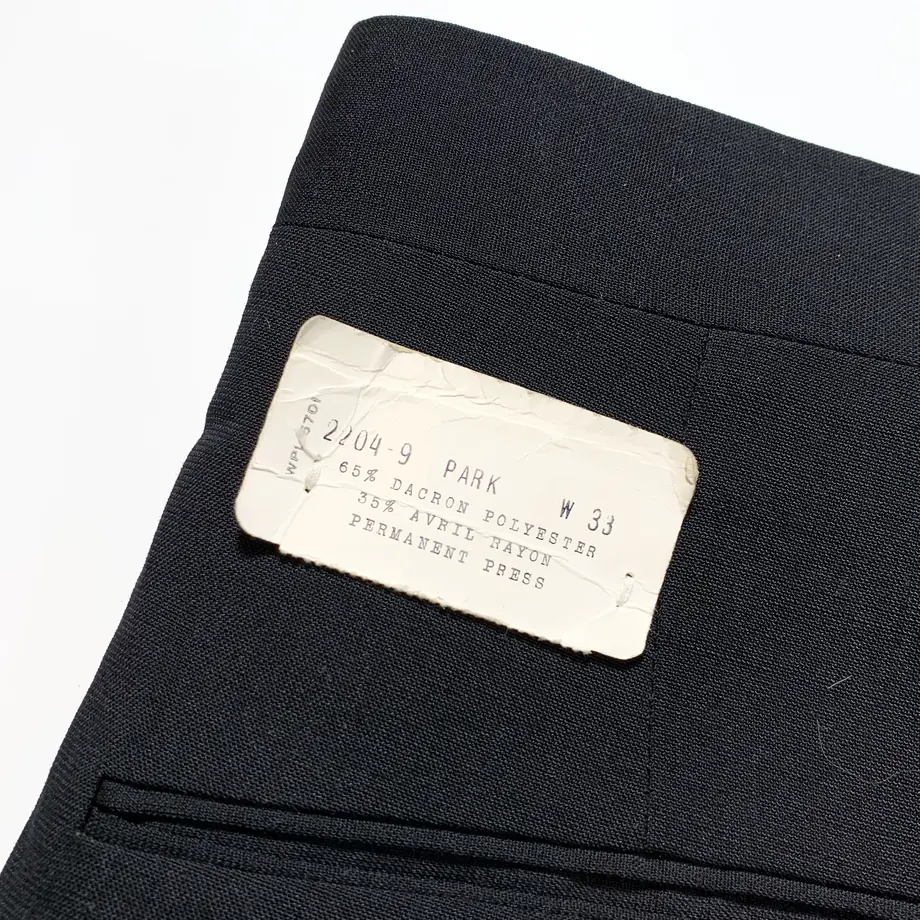 2204-9 PARK W 33
65% DACRON POLYESTER
35% AVRIL RAYON
PERMANENT PRESS